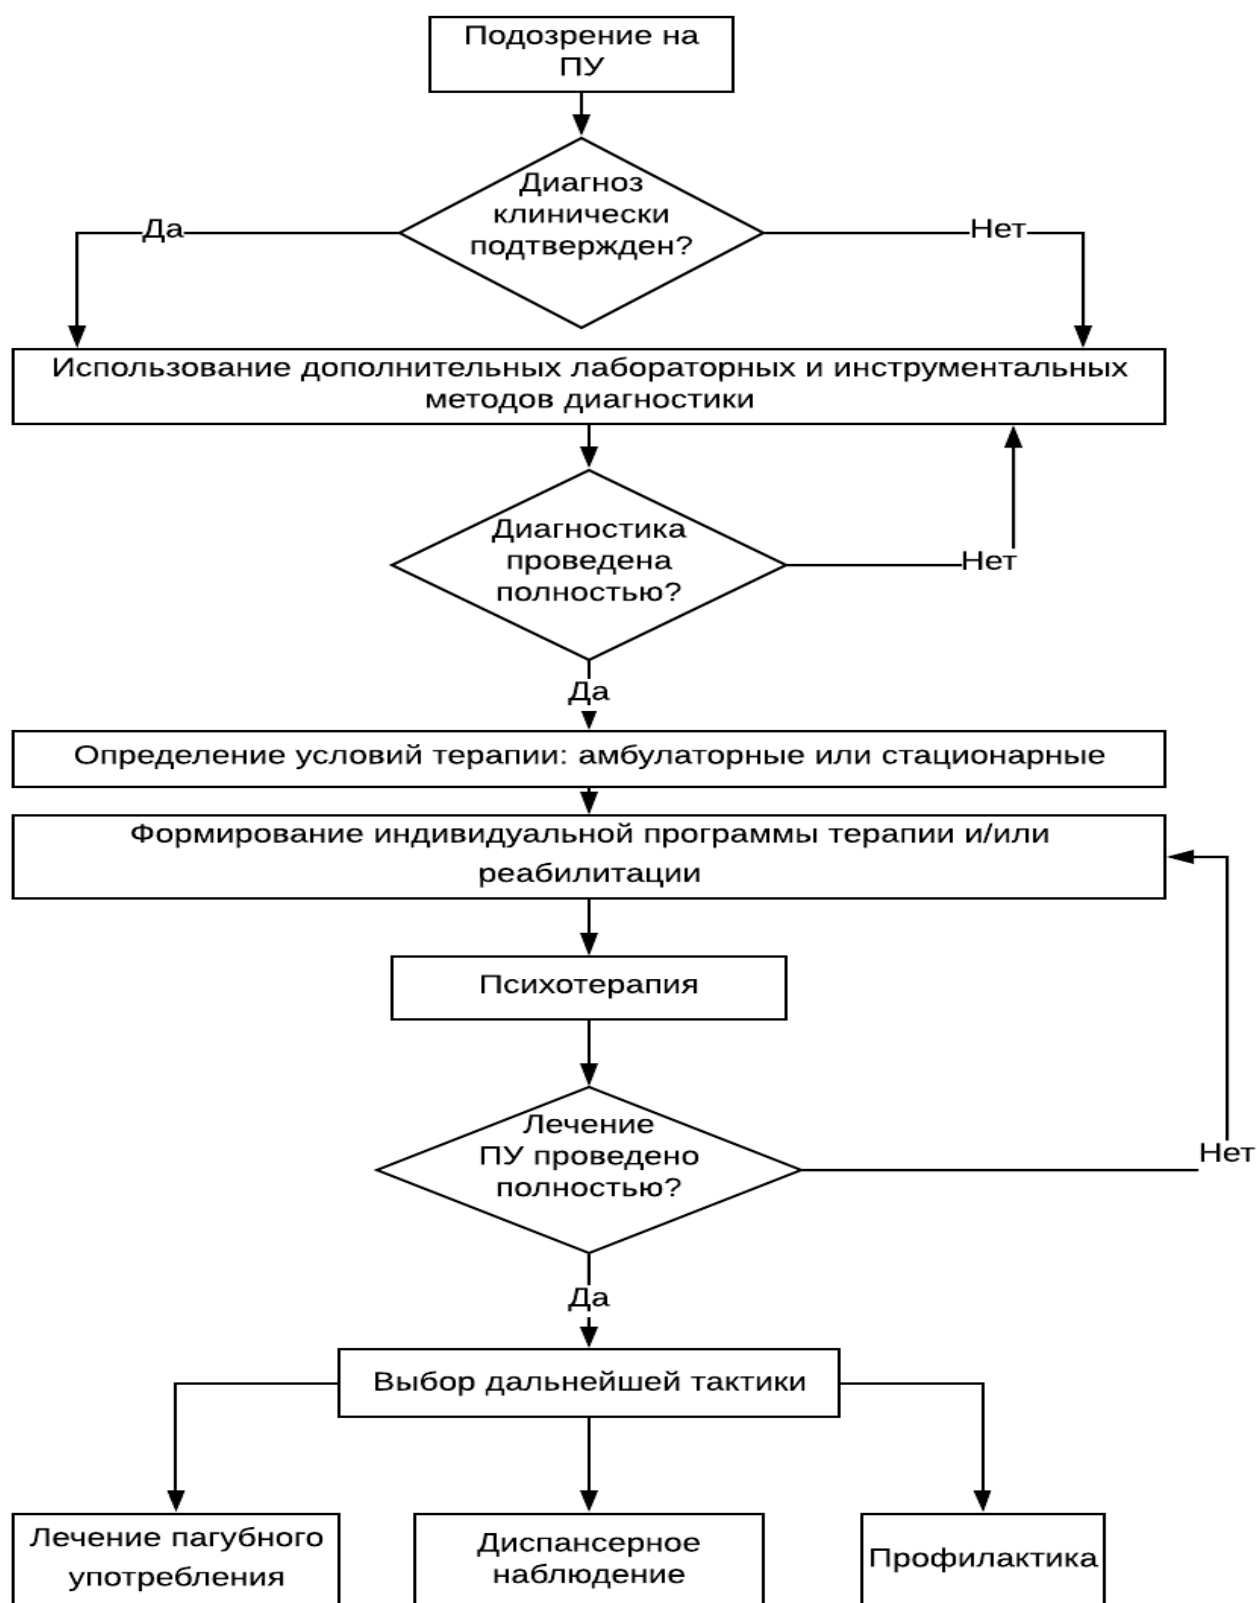 Подозрение на
ПУ
Диагноз
клинически
подтвержден?
Да
Нет
Использование дополнительных лабораторных и инструментальных
методов диагностики
Диагностика
проведена
полностью?
Нет
Да
Определение условий терапии: амбулаторные или стационарные
Формирование индивидуальной программы терапии и/или
реабилитации
Психотерапия
Лечение
ПУ проведено
полностью?
Нет
Да
Выбор дальнейшей тактики
Лечение пагубного
употребления
Диспансерное
наблюдение
Профилактика